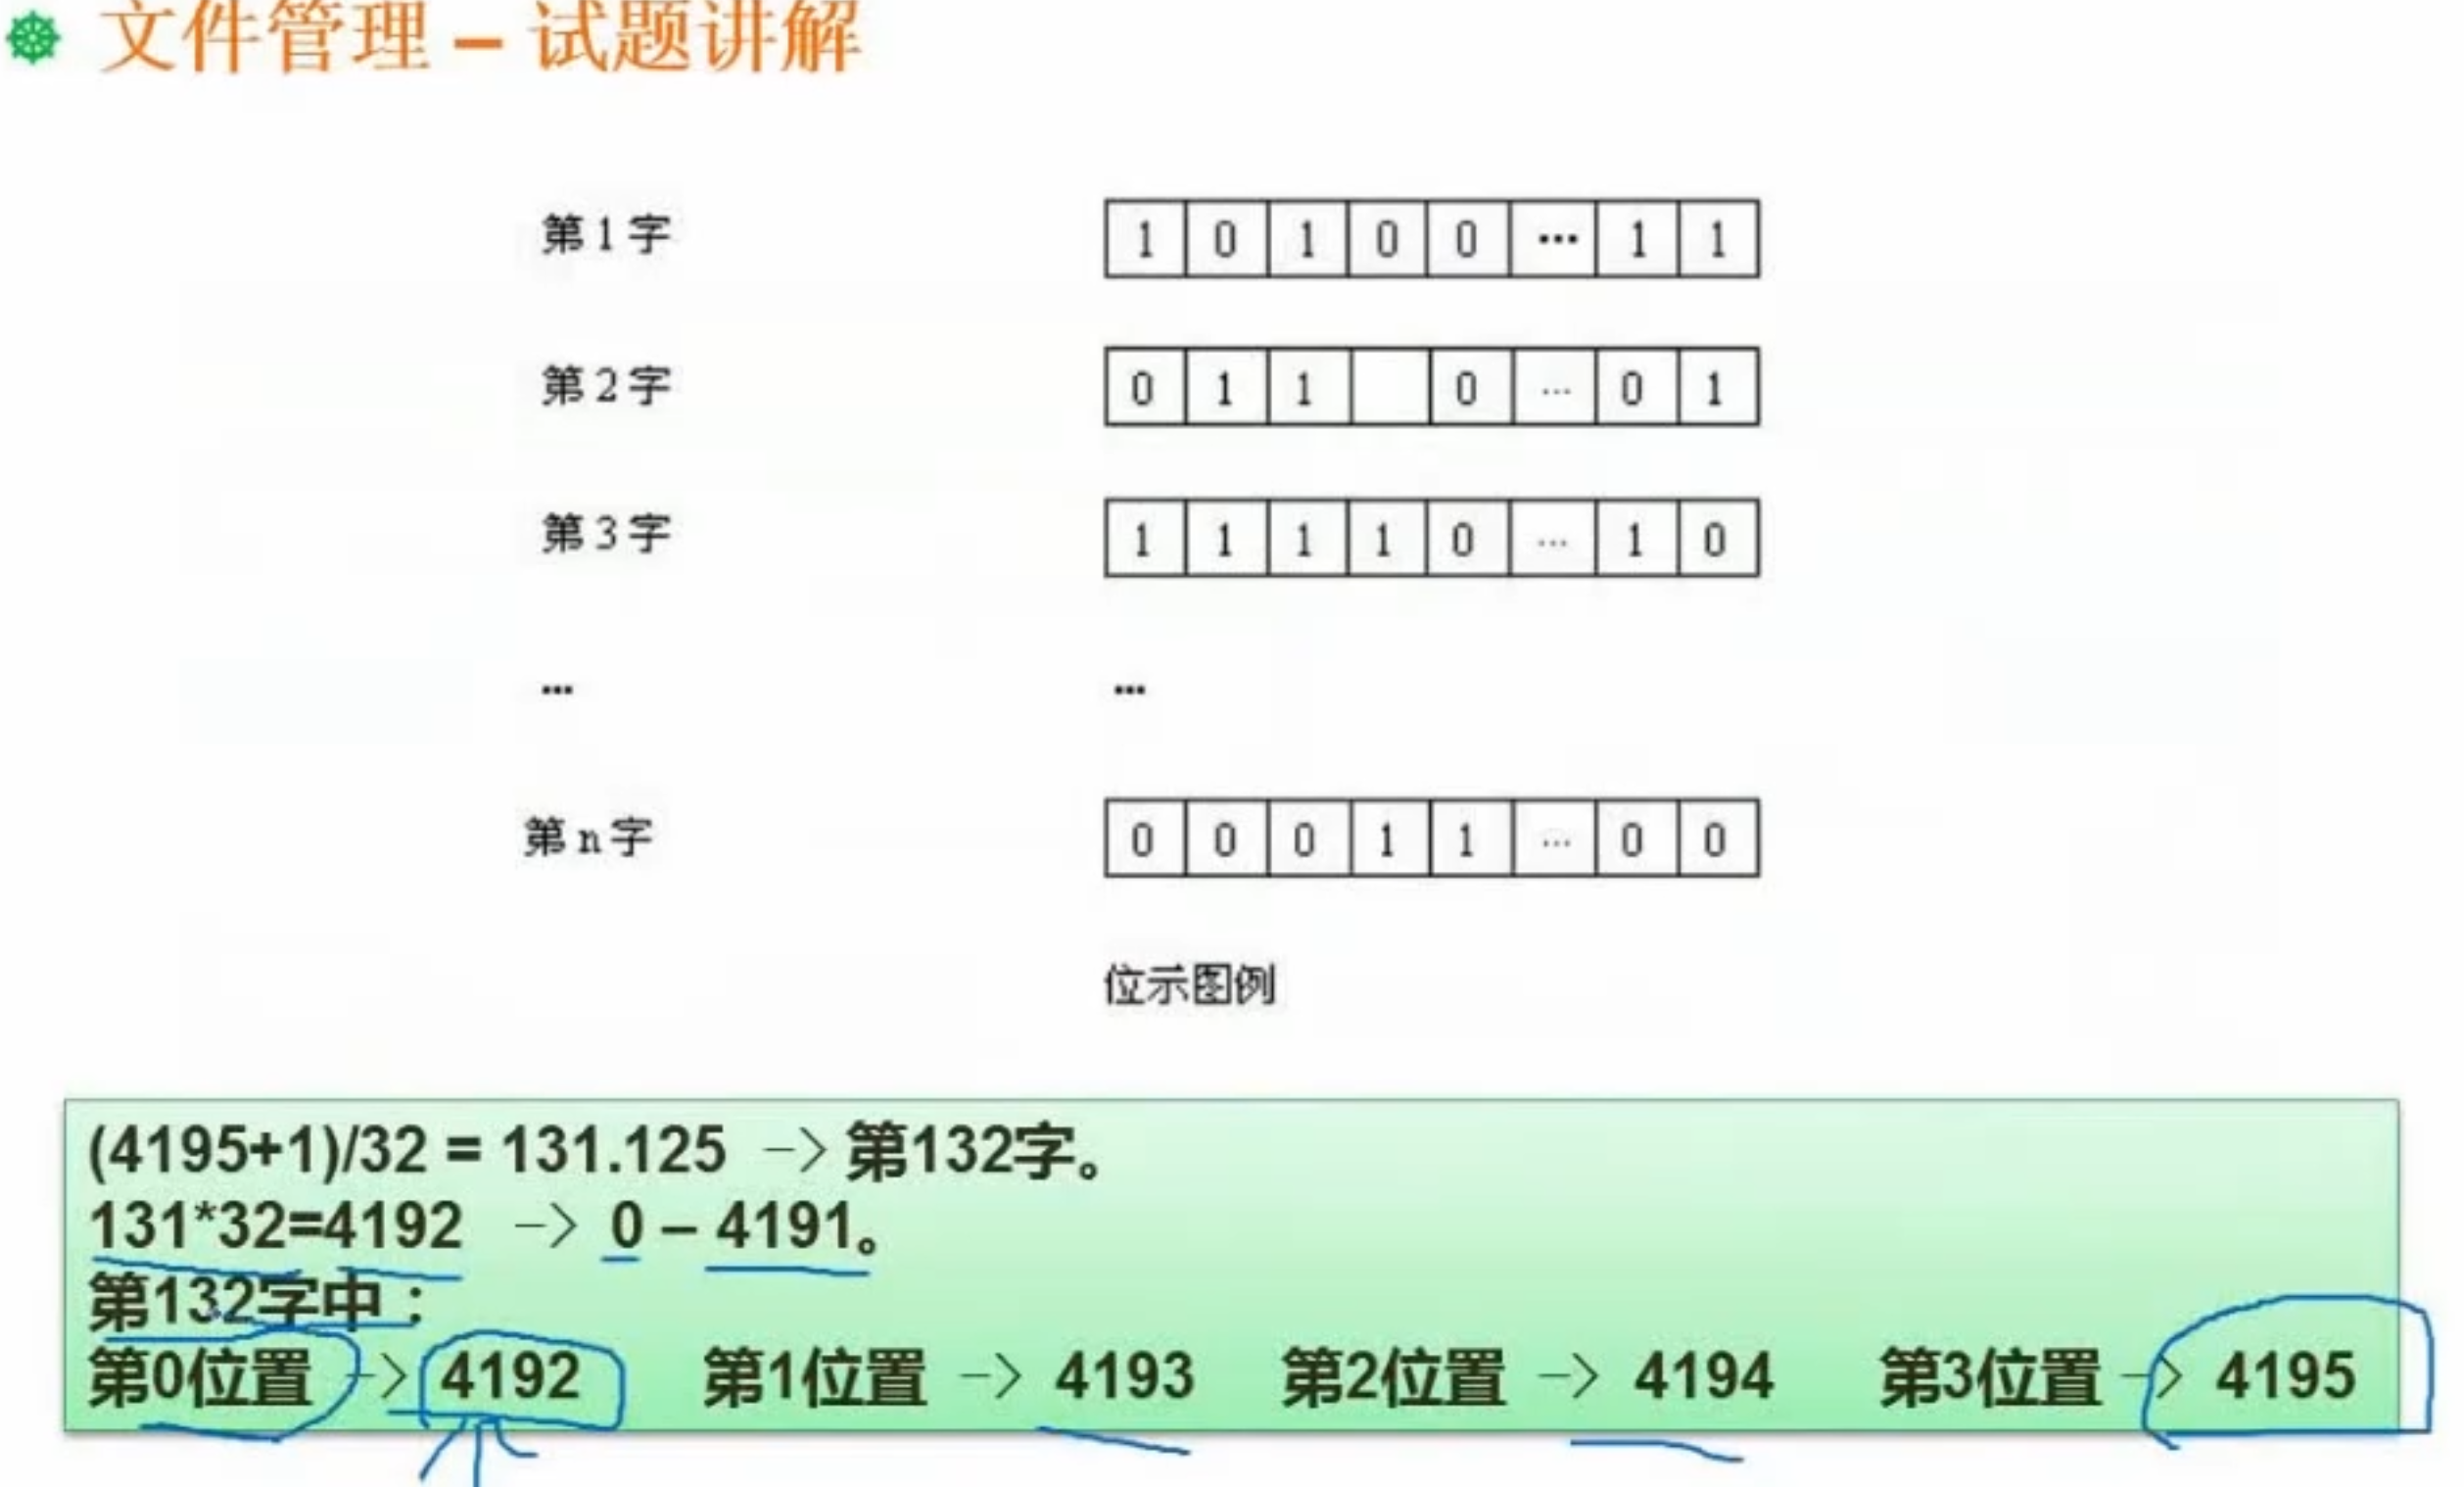 文件管理 – 试题讲解
第1字 1 0 1 0 0 … 1 1
第2字 0 1 1 0 … 0 1
第3字 1 1 1 1 0 … 1 0
… …
第n字 0 0 0 1 1 … 0 0
位示图例
(4195+1)/32 = 131.125 –> 第132字。
131*32=4192 –> 0 – 4191。
第132字中：
第0位置 –> 4192 第1位置 –> 4193 第2位置 –> 4194 第3位置 –> 4195